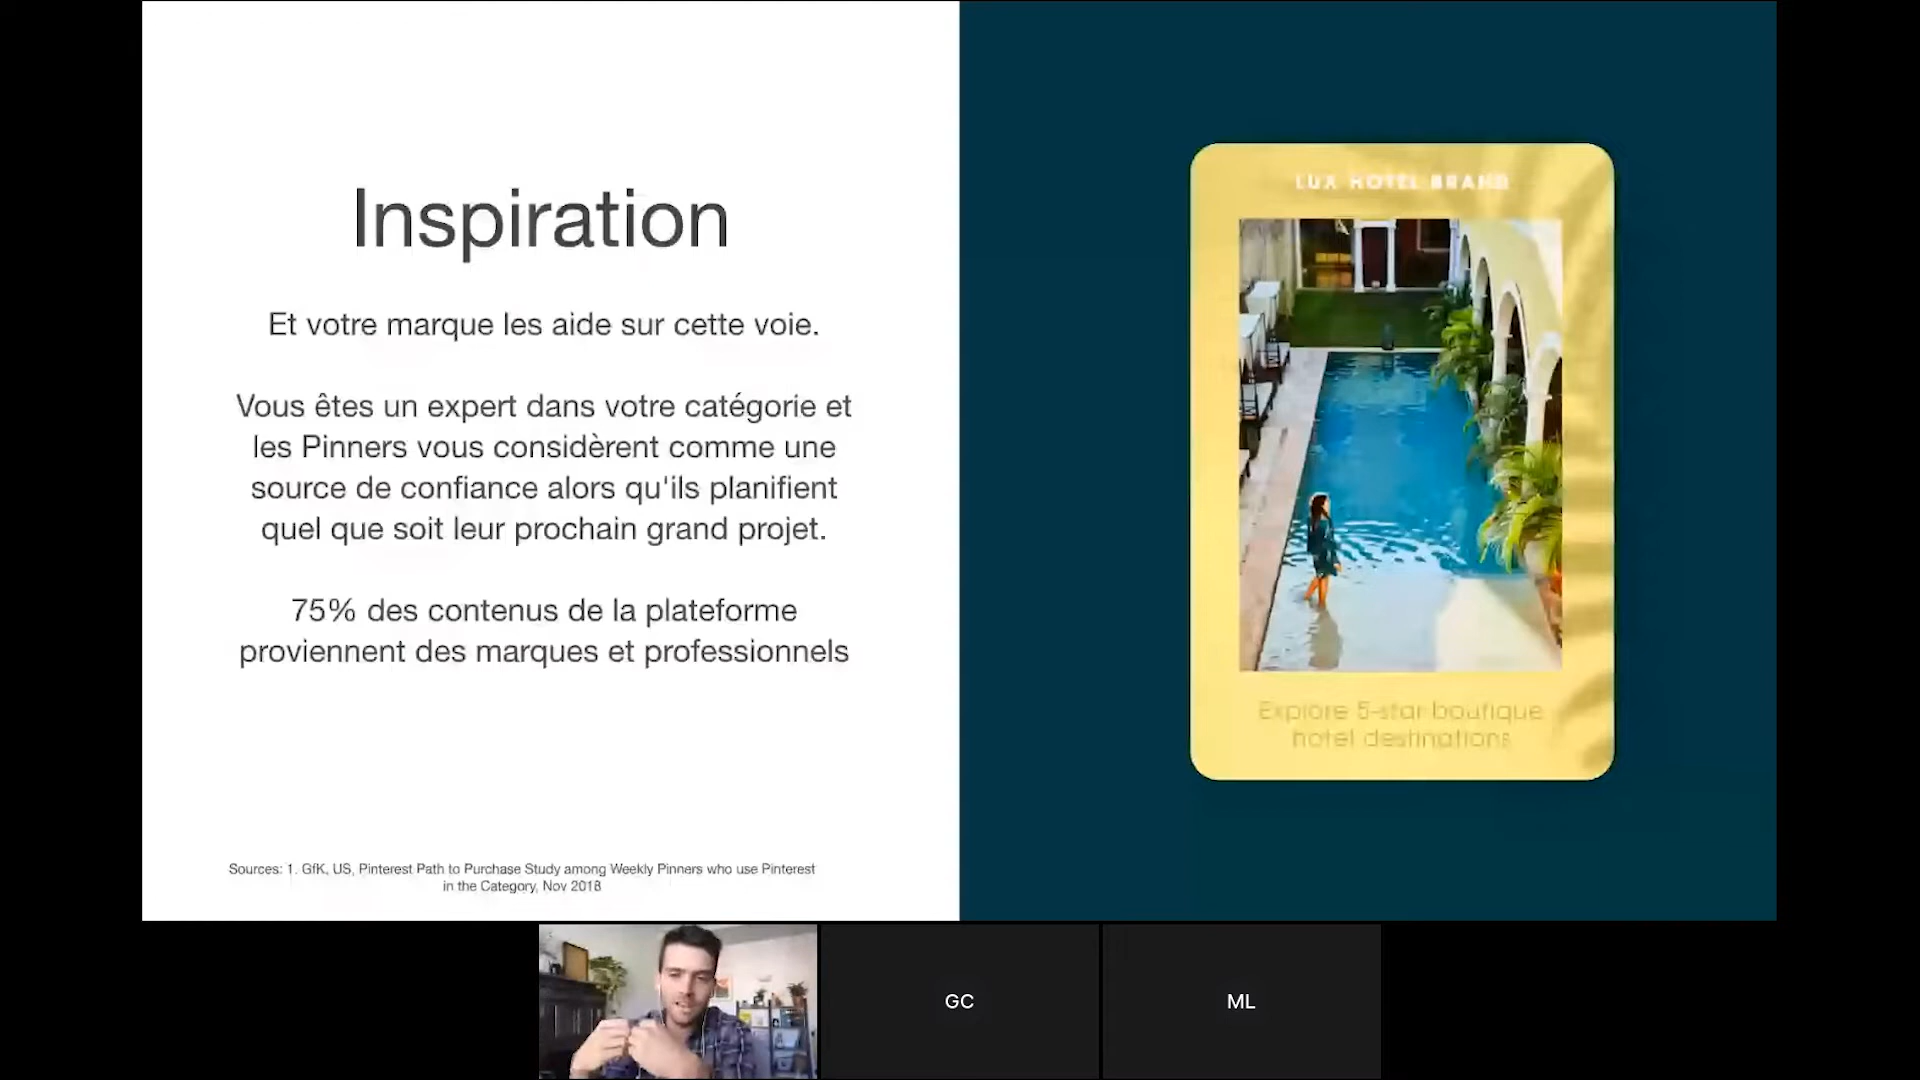 Inspiration
Et votre marque les aide sur cette voie.
Vous êtes un expert dans votre catégorie et
les Pinners vous considèrent comme une
source de confiance alors qu'ils planifient
quel que soit leur prochain grand projet.
75% des contenus de la plateforme
proviennent des marques et professionnels
Sources: 1. GfK, US, Pinterest Path to Purchase Study among Weekly Pinners who use Pinterest
in the Category, Nov 2018
LUX HOTEL BRAND
Explore 5-star boutique
hotel destinations
GC
ML